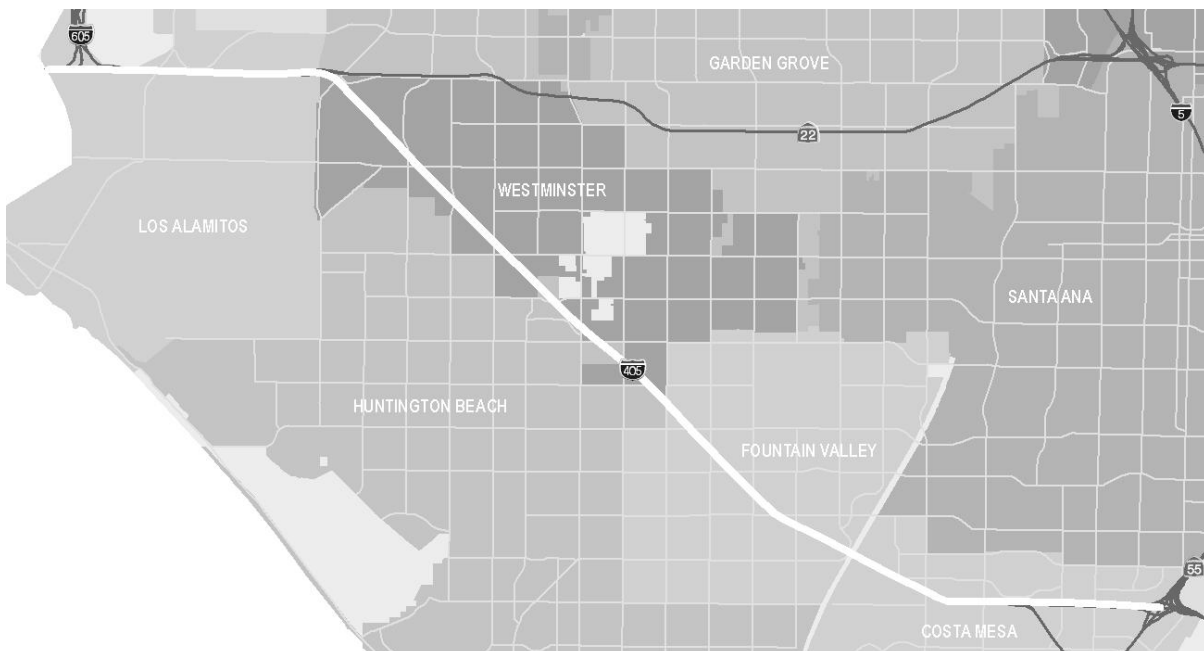 605
GARDEN GROVE
5
22
WESTMINSTER
LOS ALAMITOS
SANTA ANA
405
HUNTINGTON BEACH
FOUNTAIN VALLEY
55
COSTA MESA